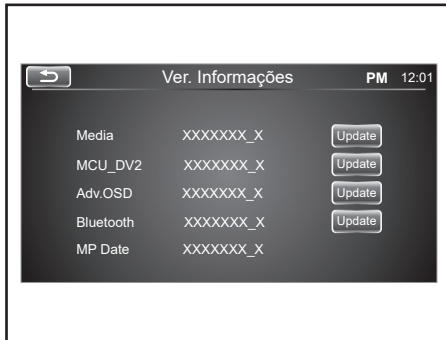 Ver. Informações PM 12:01
Media XXXXXXX_X Update
MCU_DV2 XXXXXXX_X Update
Adv.OSD XXXXXXX_X Update
Bluetooth XXXXXXX_X Update
MP Date XXXXXXX_X